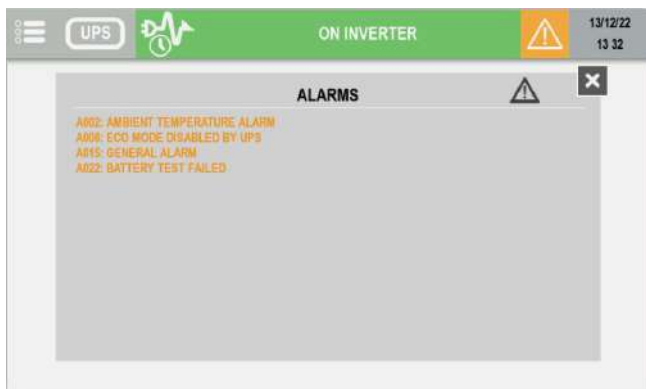 UPS
ON INVERTER
13/12/22
13 32
ALARMS
A002: AMBIENT TEMPERATURE ALARM
A006: ECO MODE DISABLED BY UPS
A015: GENERAL ALARM
A022: BATTERY TEST FAILED